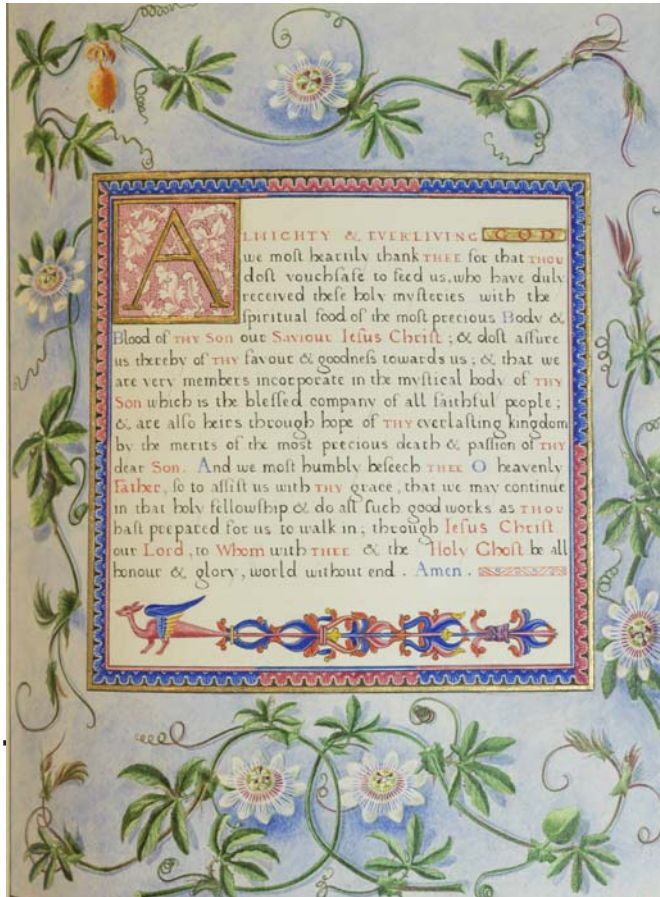 ALMIGHTY & EVERLIVING GOD
we moſt heartily thank THEE for that THOU
doſt vouchſafe to feed us, who have duly
received theſe holy myſteries with the
ſpiritual food of the moſt precious Body &
Blood of THY Son our Saviour Ieſus Chriſt ; & doſt aſſure
us thereby of THY favour & goodneſs towards us ; & that we
are very members incorporate in the myſtical body of THY
Son which is the bleſſed company of all faithful people ;
& are alſo heirs through hope of THY everlaſting kingdom
by the merits of the most precious death & paſſion of THY
dear Son. And we moſt humbly beſeech THEE O heavenly
Father, ſo to aſſiſt us with THY grace, that we may continue
in that holy fellowſhip & do all ſuch good works as THOU
haſt prepared for us to walk in ; through Ieſus Chriſt
our Lord, to Whom with THEE & the Holy Ghoſt be all
honour & glory, world without end . Amen .